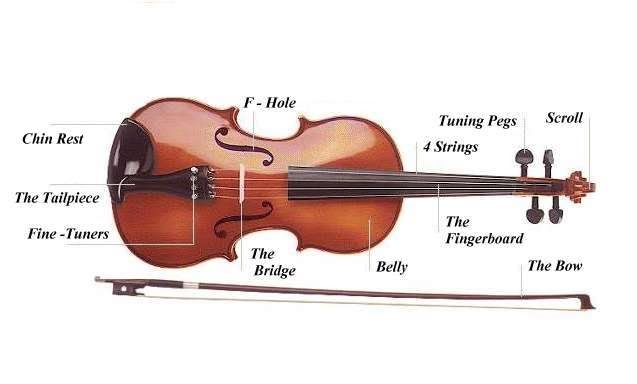 F - Hole
Tuning Pegs
Scroll
Chin Rest
4 Strings
The Tailpiece
Fine -Tuners
The
Bridge
Belly
The
Fingerboard
The Bow